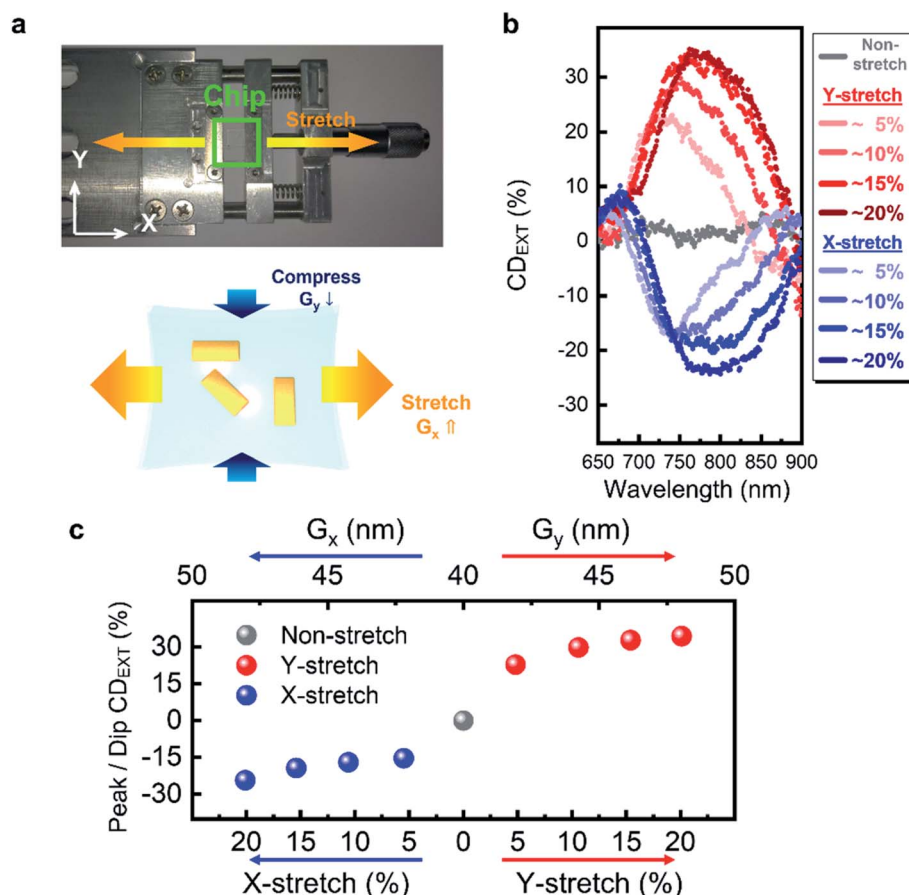 a
Chip
Stretch
Y
X
Compress
Gy ↓
Stretch
Gx ⇑
b
CDEXT (%)
30
20
10
0
-10
-20
-30
650 700 750 800 850 900
Wavelength (nm)
Non-
stretch
Y-stretch
~ 5%
~10%
~15%
~20%
X-stretch
~ 5%
~10%
~15%
~20%
c
Gx (nm)
Gy (nm)
50 45 40 45 50
Peak / Dip CDEXT (%)
30
15
0
-15
-30
Non-stretch
Y-stretch
X-stretch
20 15 10 5 0 5 10 15 20
X-stretch (%)
Y-stretch (%)